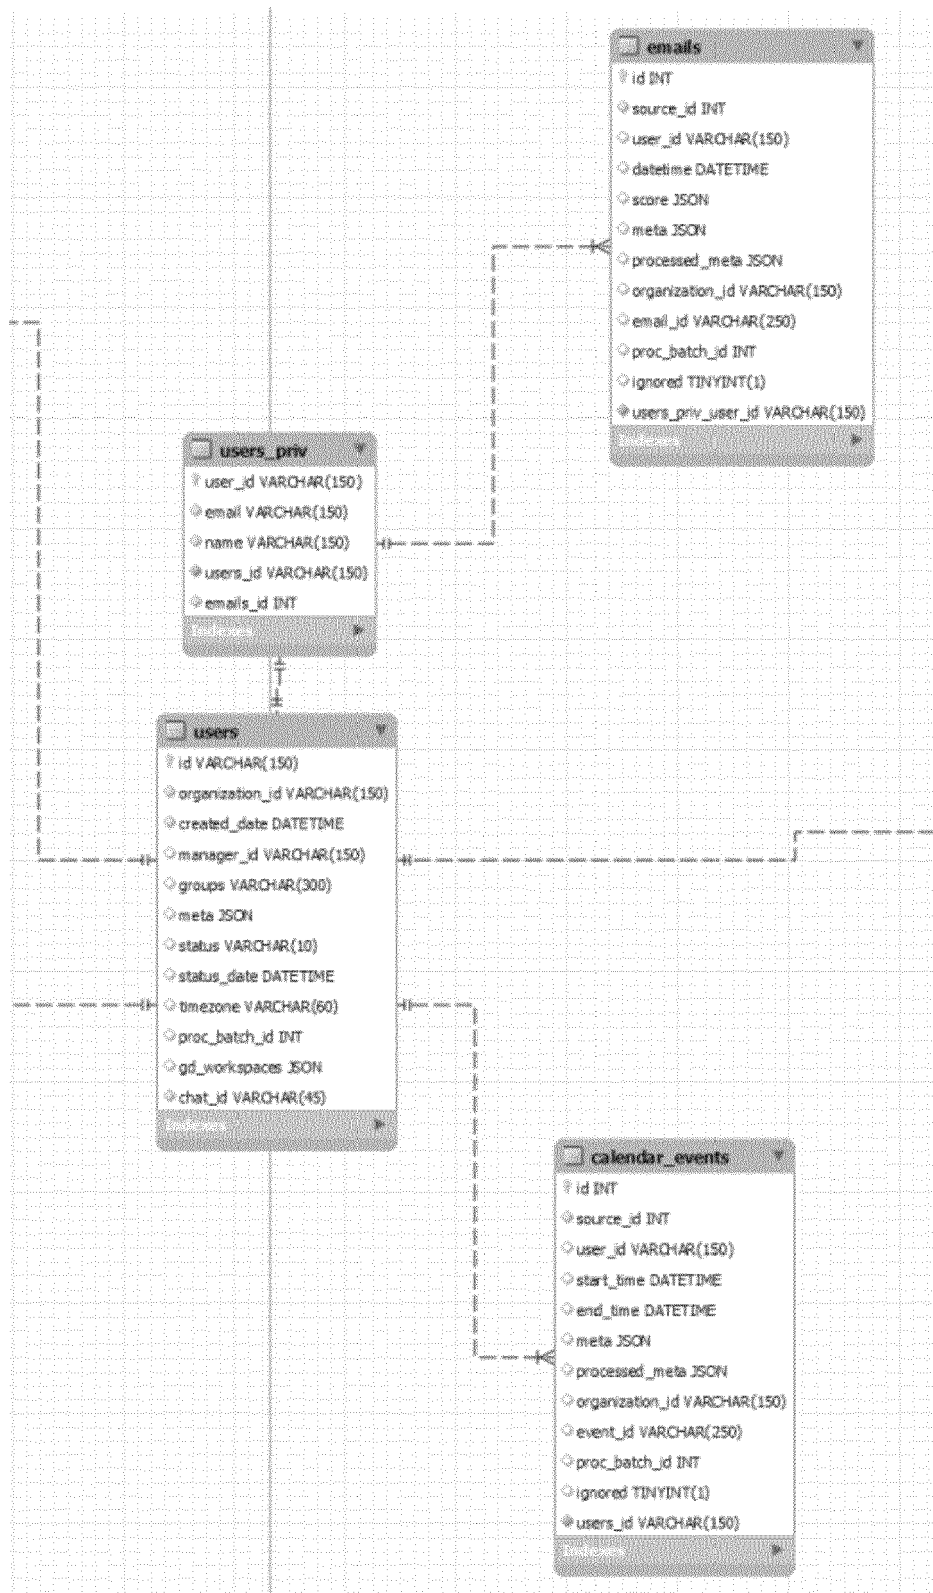 emails
id INT
source_id INT
user_id VARCHAR(150)
datetime DATETIME
score JSON
meta JSON
processed_meta JSON
organization_id VARCHAR(150)
email_id VARCHAR(250)
proc_batch_id INT
ignored TINYINT(1)
users_priv_user_id VARCHAR(150)
Indexes
users_priv
user_id VARCHAR(150)
email VARCHAR(150)
name VARCHAR(150)
users_id VARCHAR(150)
emails_id INT
Indexes
users
id VARCHAR(150)
organization_id VARCHAR(150)
created_date DATETIME
manager_id VARCHAR(150)
groups VARCHAR(300)
meta JSON
status VARCHAR(10)
status_date DATETIME
timezone VARCHAR(60)
proc_batch_id INT
gd_workspaces JSON
chat_id VARCHAR(45)
Indexes
calendar_events
id INT
source_id INT
user_id VARCHAR(150)
start_time DATETIME
end_time DATETIME
meta JSON
processed_meta JSON
organization_id VARCHAR(150)
event_id VARCHAR(250)
proc_batch_id INT
ignored TINYINT(1)
users_id VARCHAR(150)
Indexes